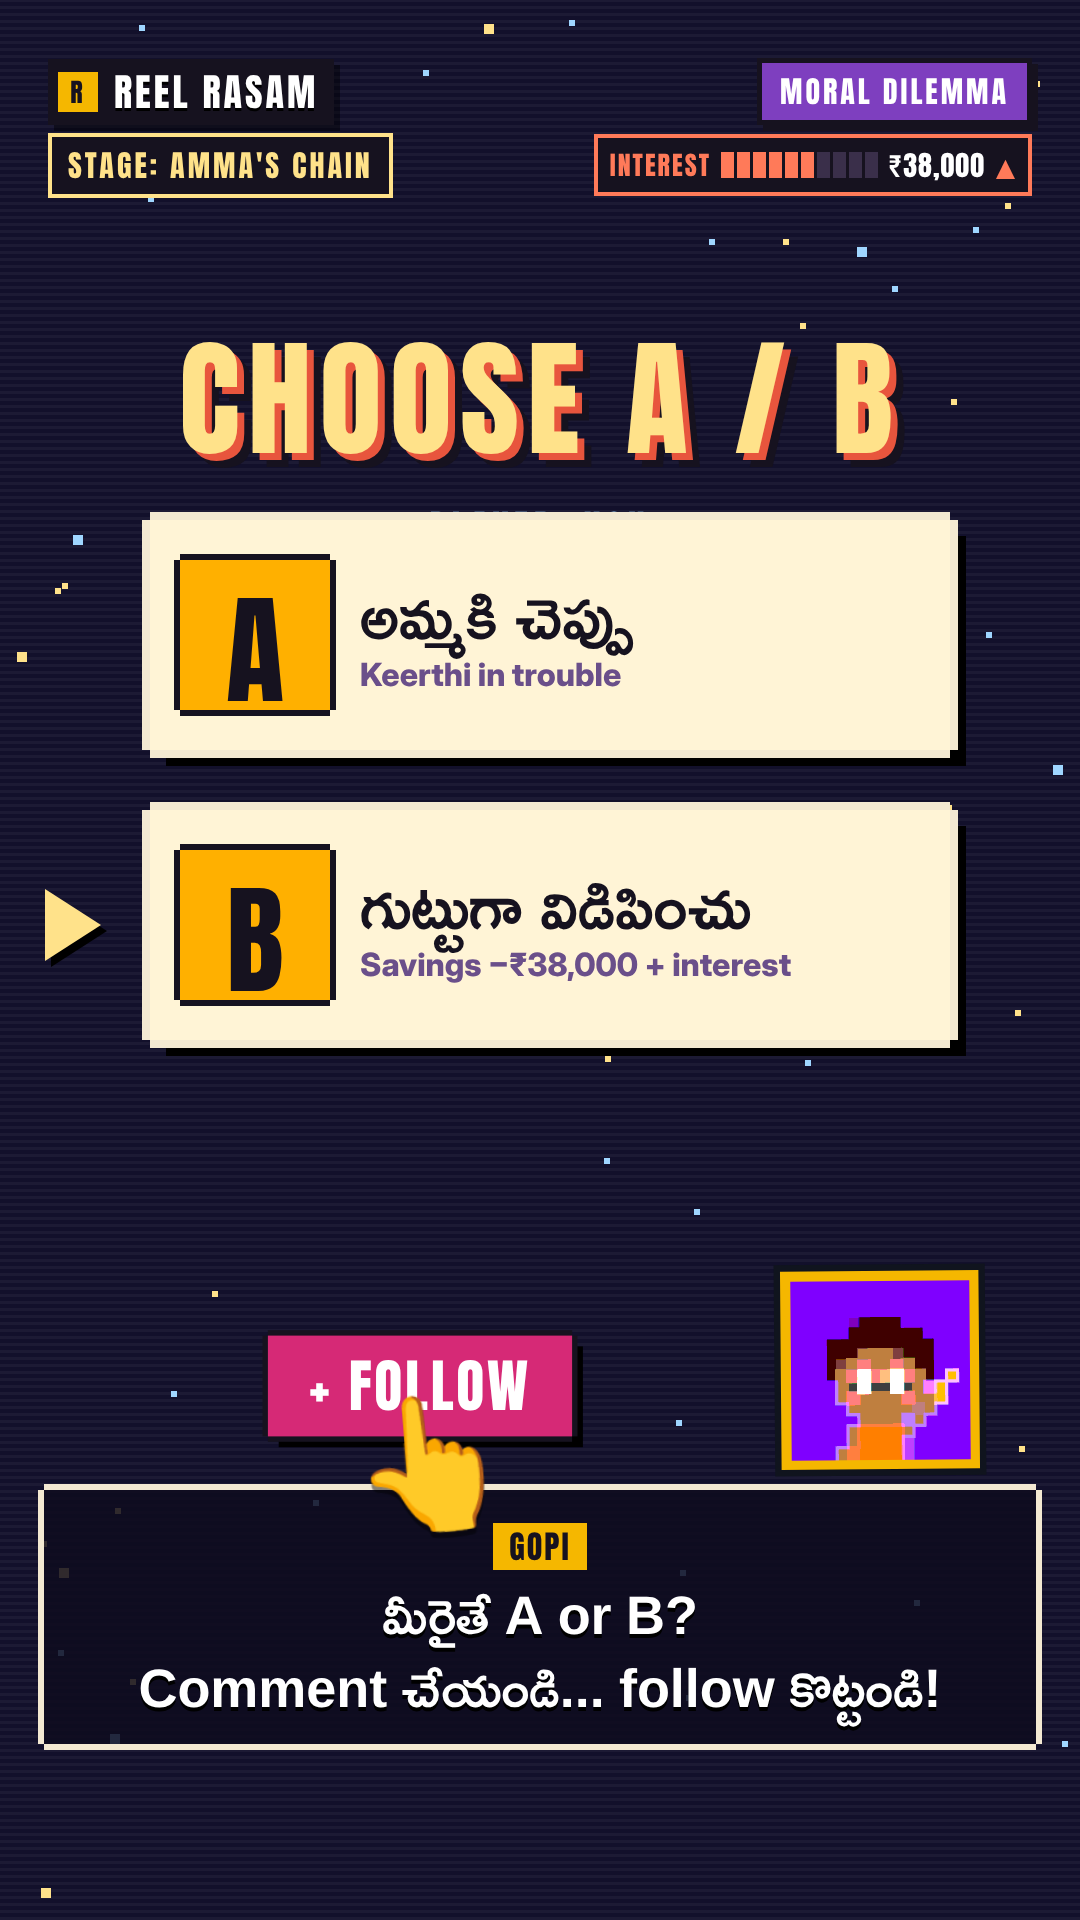 R REEL RASAM
MORAL DILEMMA
STAGE: AMMA'S CHAIN
INTEREST ₹38,000 ▲
CHOOSE A / B
A
అమ్మకి చెప్పు
Keerthi in trouble
B
గుట్టుగా విడిపించు
Savings −₹38,000 + interest
+ FOLLOW
GOPI
మీరైతే A or B?
Comment చేయండి... follow కొట్టండి!